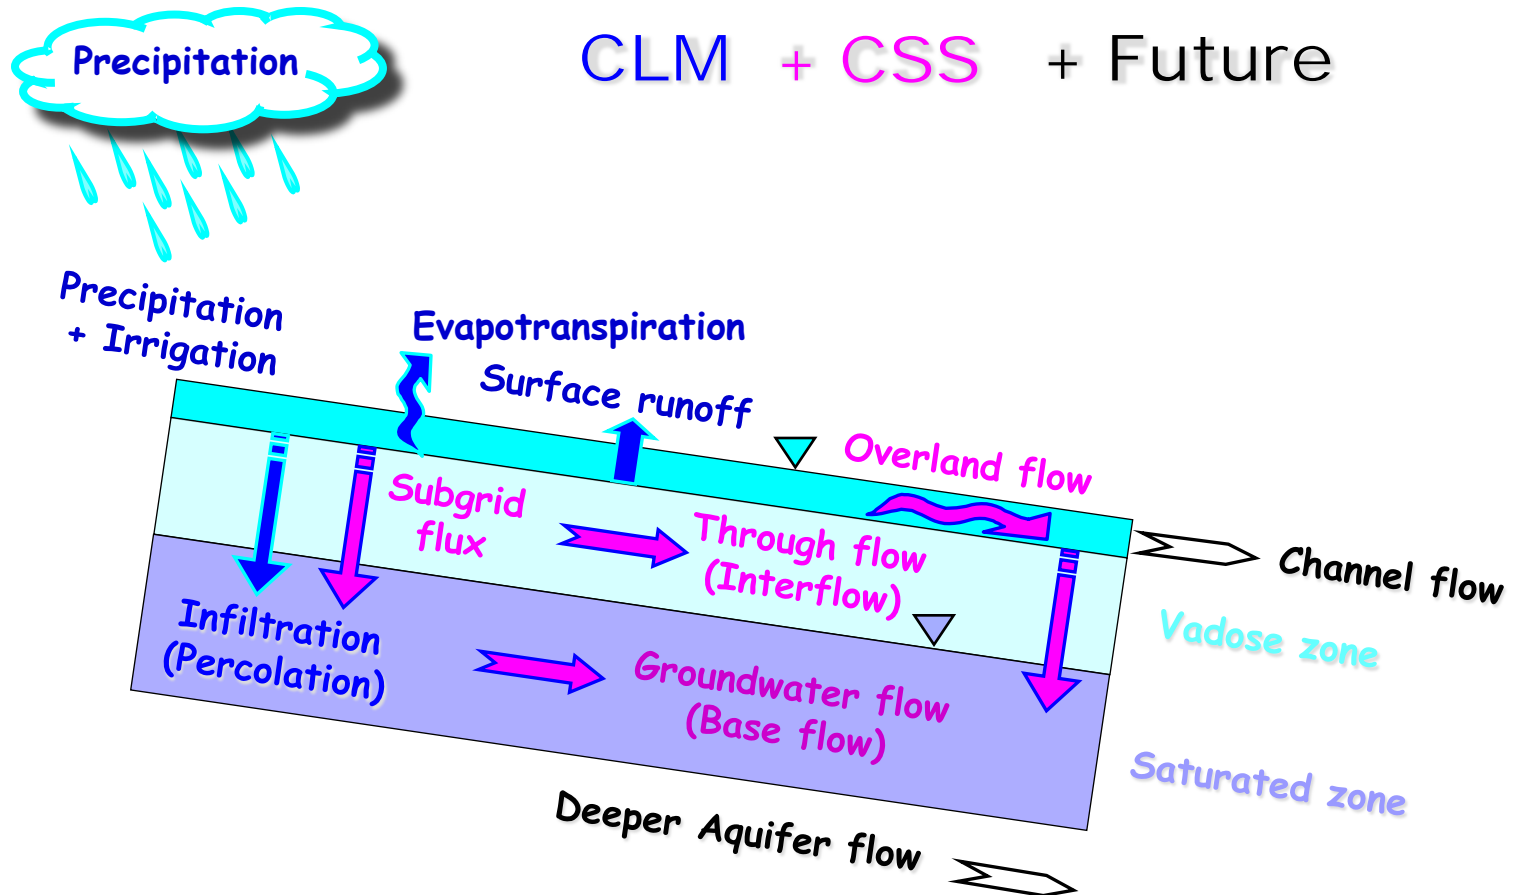 Precipitation
CLM + CSS + Future
Precipitation
+ Irrigation
Evapotranspiration
Surface runoff
Overland flow
Subgrid
flux
Through flow
(Interflow)
Channel flow
Vadose zone
Infiltration
(Percolation)
Groundwater flow
(Base flow)
Saturated zone
Deeper Aquifer flow